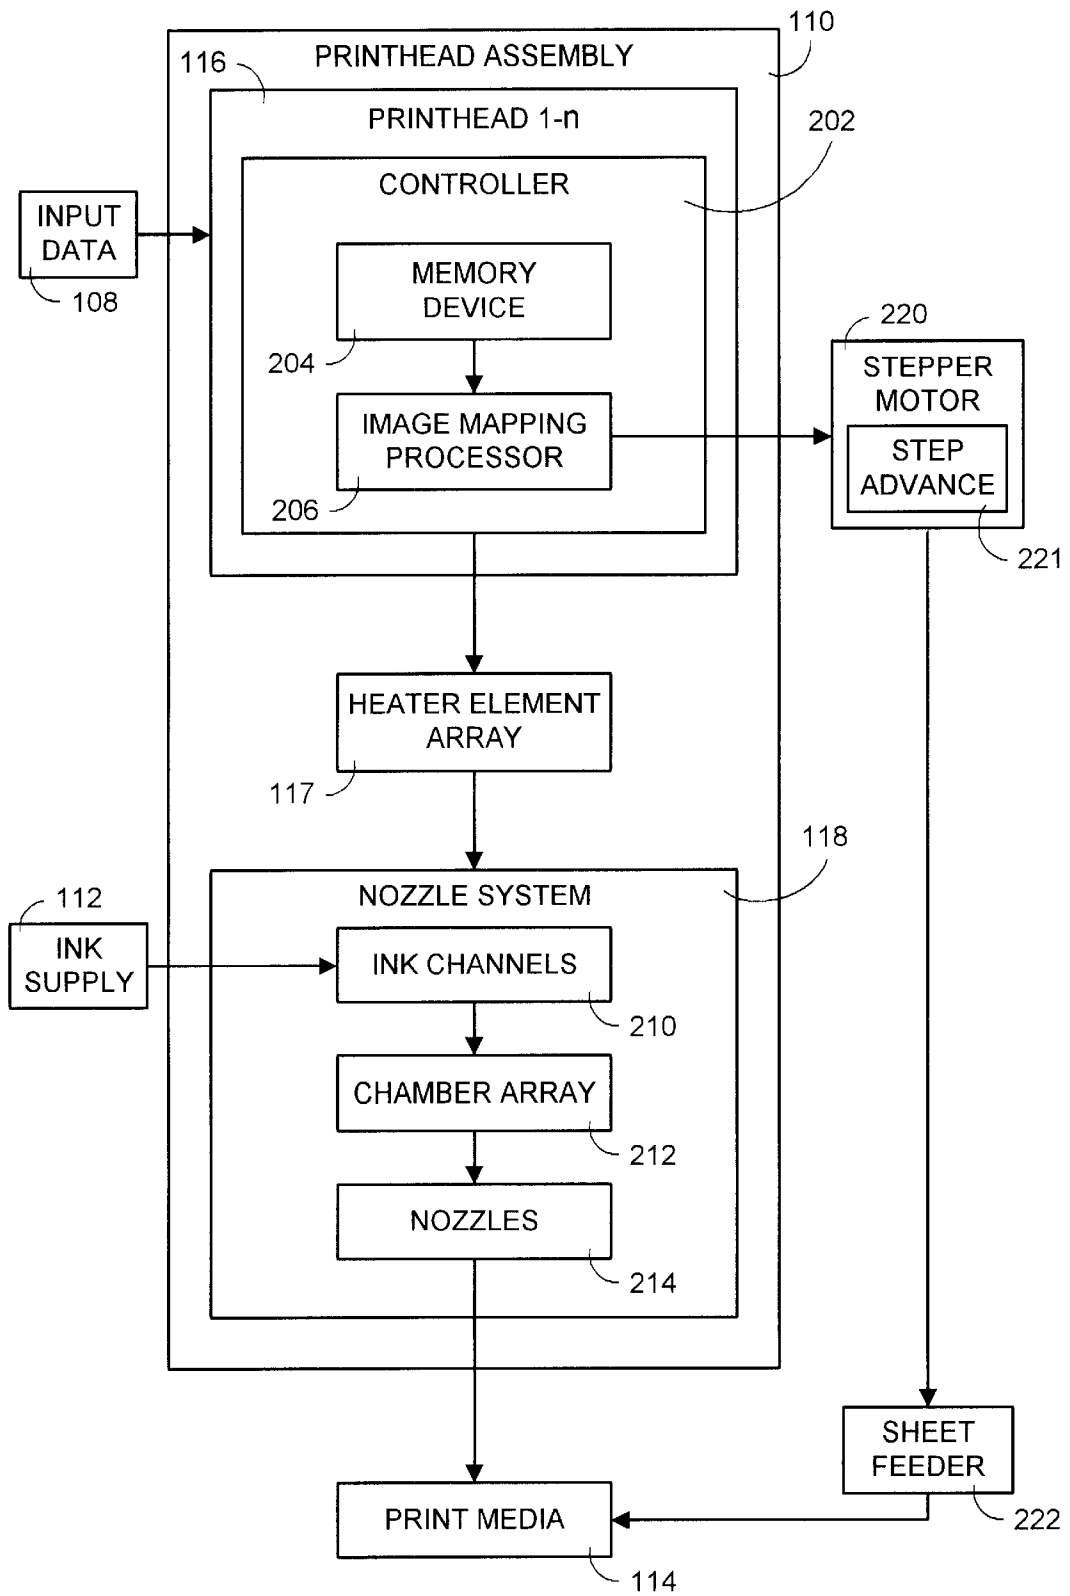 110
PRINTHEAD ASSEMBLY
116
PRINTHEAD 1-n
202
CONTROLLER
INPUT
DATA
108
MEMORY
DEVICE
204
220
STEPPER
MOTOR
IMAGE MAPPING
PROCESSOR
206
STEP
ADVANCE
221
HEATER ELEMENT
ARRAY
117
118
NOZZLE SYSTEM
112
INK
SUPPLY
INK CHANNELS
210
CHAMBER ARRAY
212
NOZZLES
214
SHEET
FEEDER
222
PRINT MEDIA
114